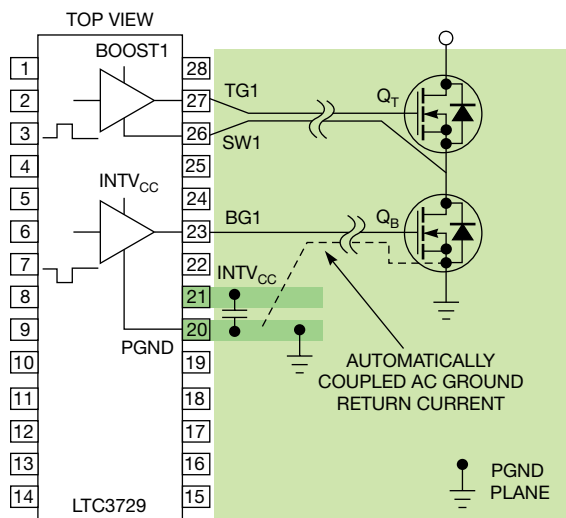 TOP VIEW
BOOST1
1
28
TG1
2
27
QT
3
26
SW1
4
25
INTVCC
5
24
6
23
BG1
QB
7
22
INTVCC
8
21
9
20
PGND
10
19
AUTOMATICALLY
COUPLED AC GROUND
RETURN CURRENT
11
18
12
17
13
16
PGND
PLANE
14
15
LTC3729